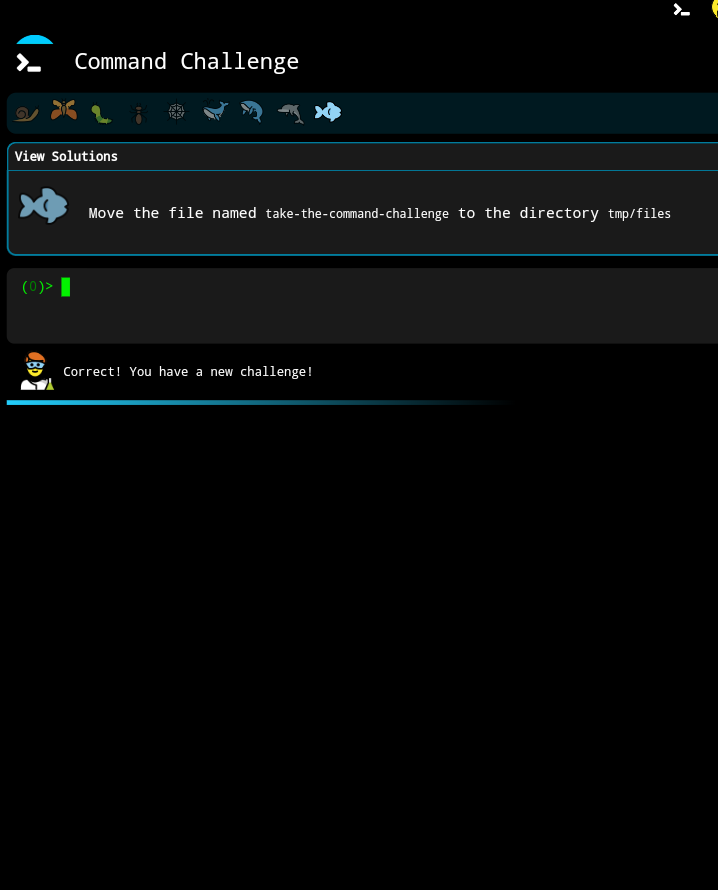 Command Challenge
View Solutions
Move the file named take-the-command-challenge to the directory tmp/files
(0)>
Correct! You have a new challenge!